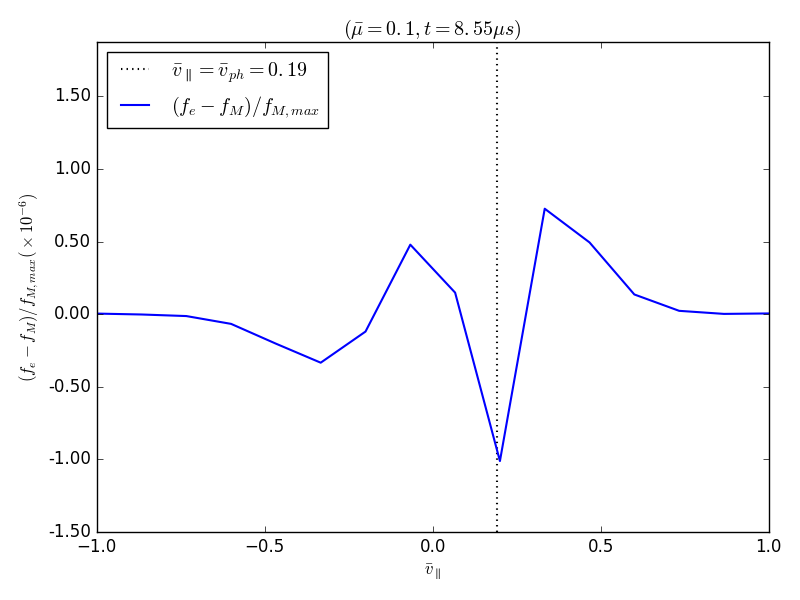 (μ̄ = 0.1, t = 8.55μs)
v̄∥ = v̄ph = 0.19
(fe − fM)/fM,max
1.50
1.00
0.50
0.00
-0.50
-1.00
-1.50
(fe − fM)/fM,max(×10−6)
−1.0 −0.5 0.0 0.5 1.0
v̄∥